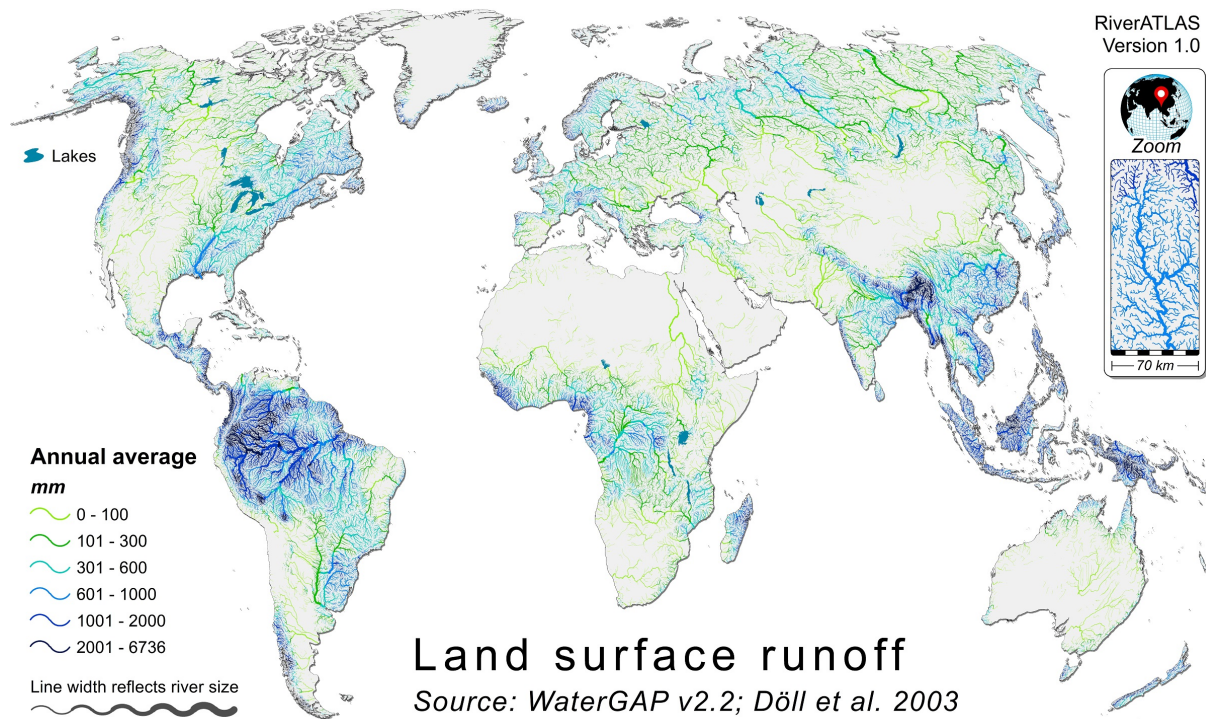 RiverATLAS
Version 1.0
Lakes
Zoom
70 km
Annual average
mm
0 - 100
101 - 300
301 - 600
601 - 1000
1001 - 2000
2001 - 6736
Line width reflects river size
Land surface runoff
Source: WaterGAP v2.2; Döll et al. 2003